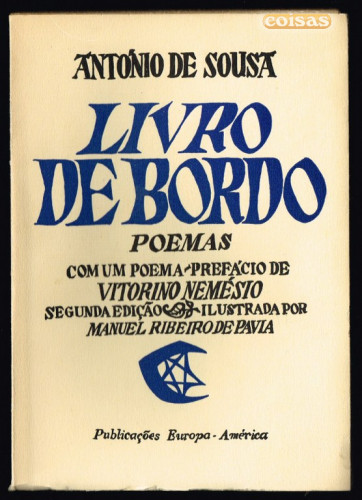 coisas
ANTÓNIO DE SOUSA
LIVRO
DE BORDO
POEMAS
COM UM POEMA-PREFÁCIO DE
VITORINO NEMÉSIO
SEGUNDA EDIÇÃO ILUSTRADA POR
MANUEL RIBEIRO DE PAVIA
Publicações Europa-América